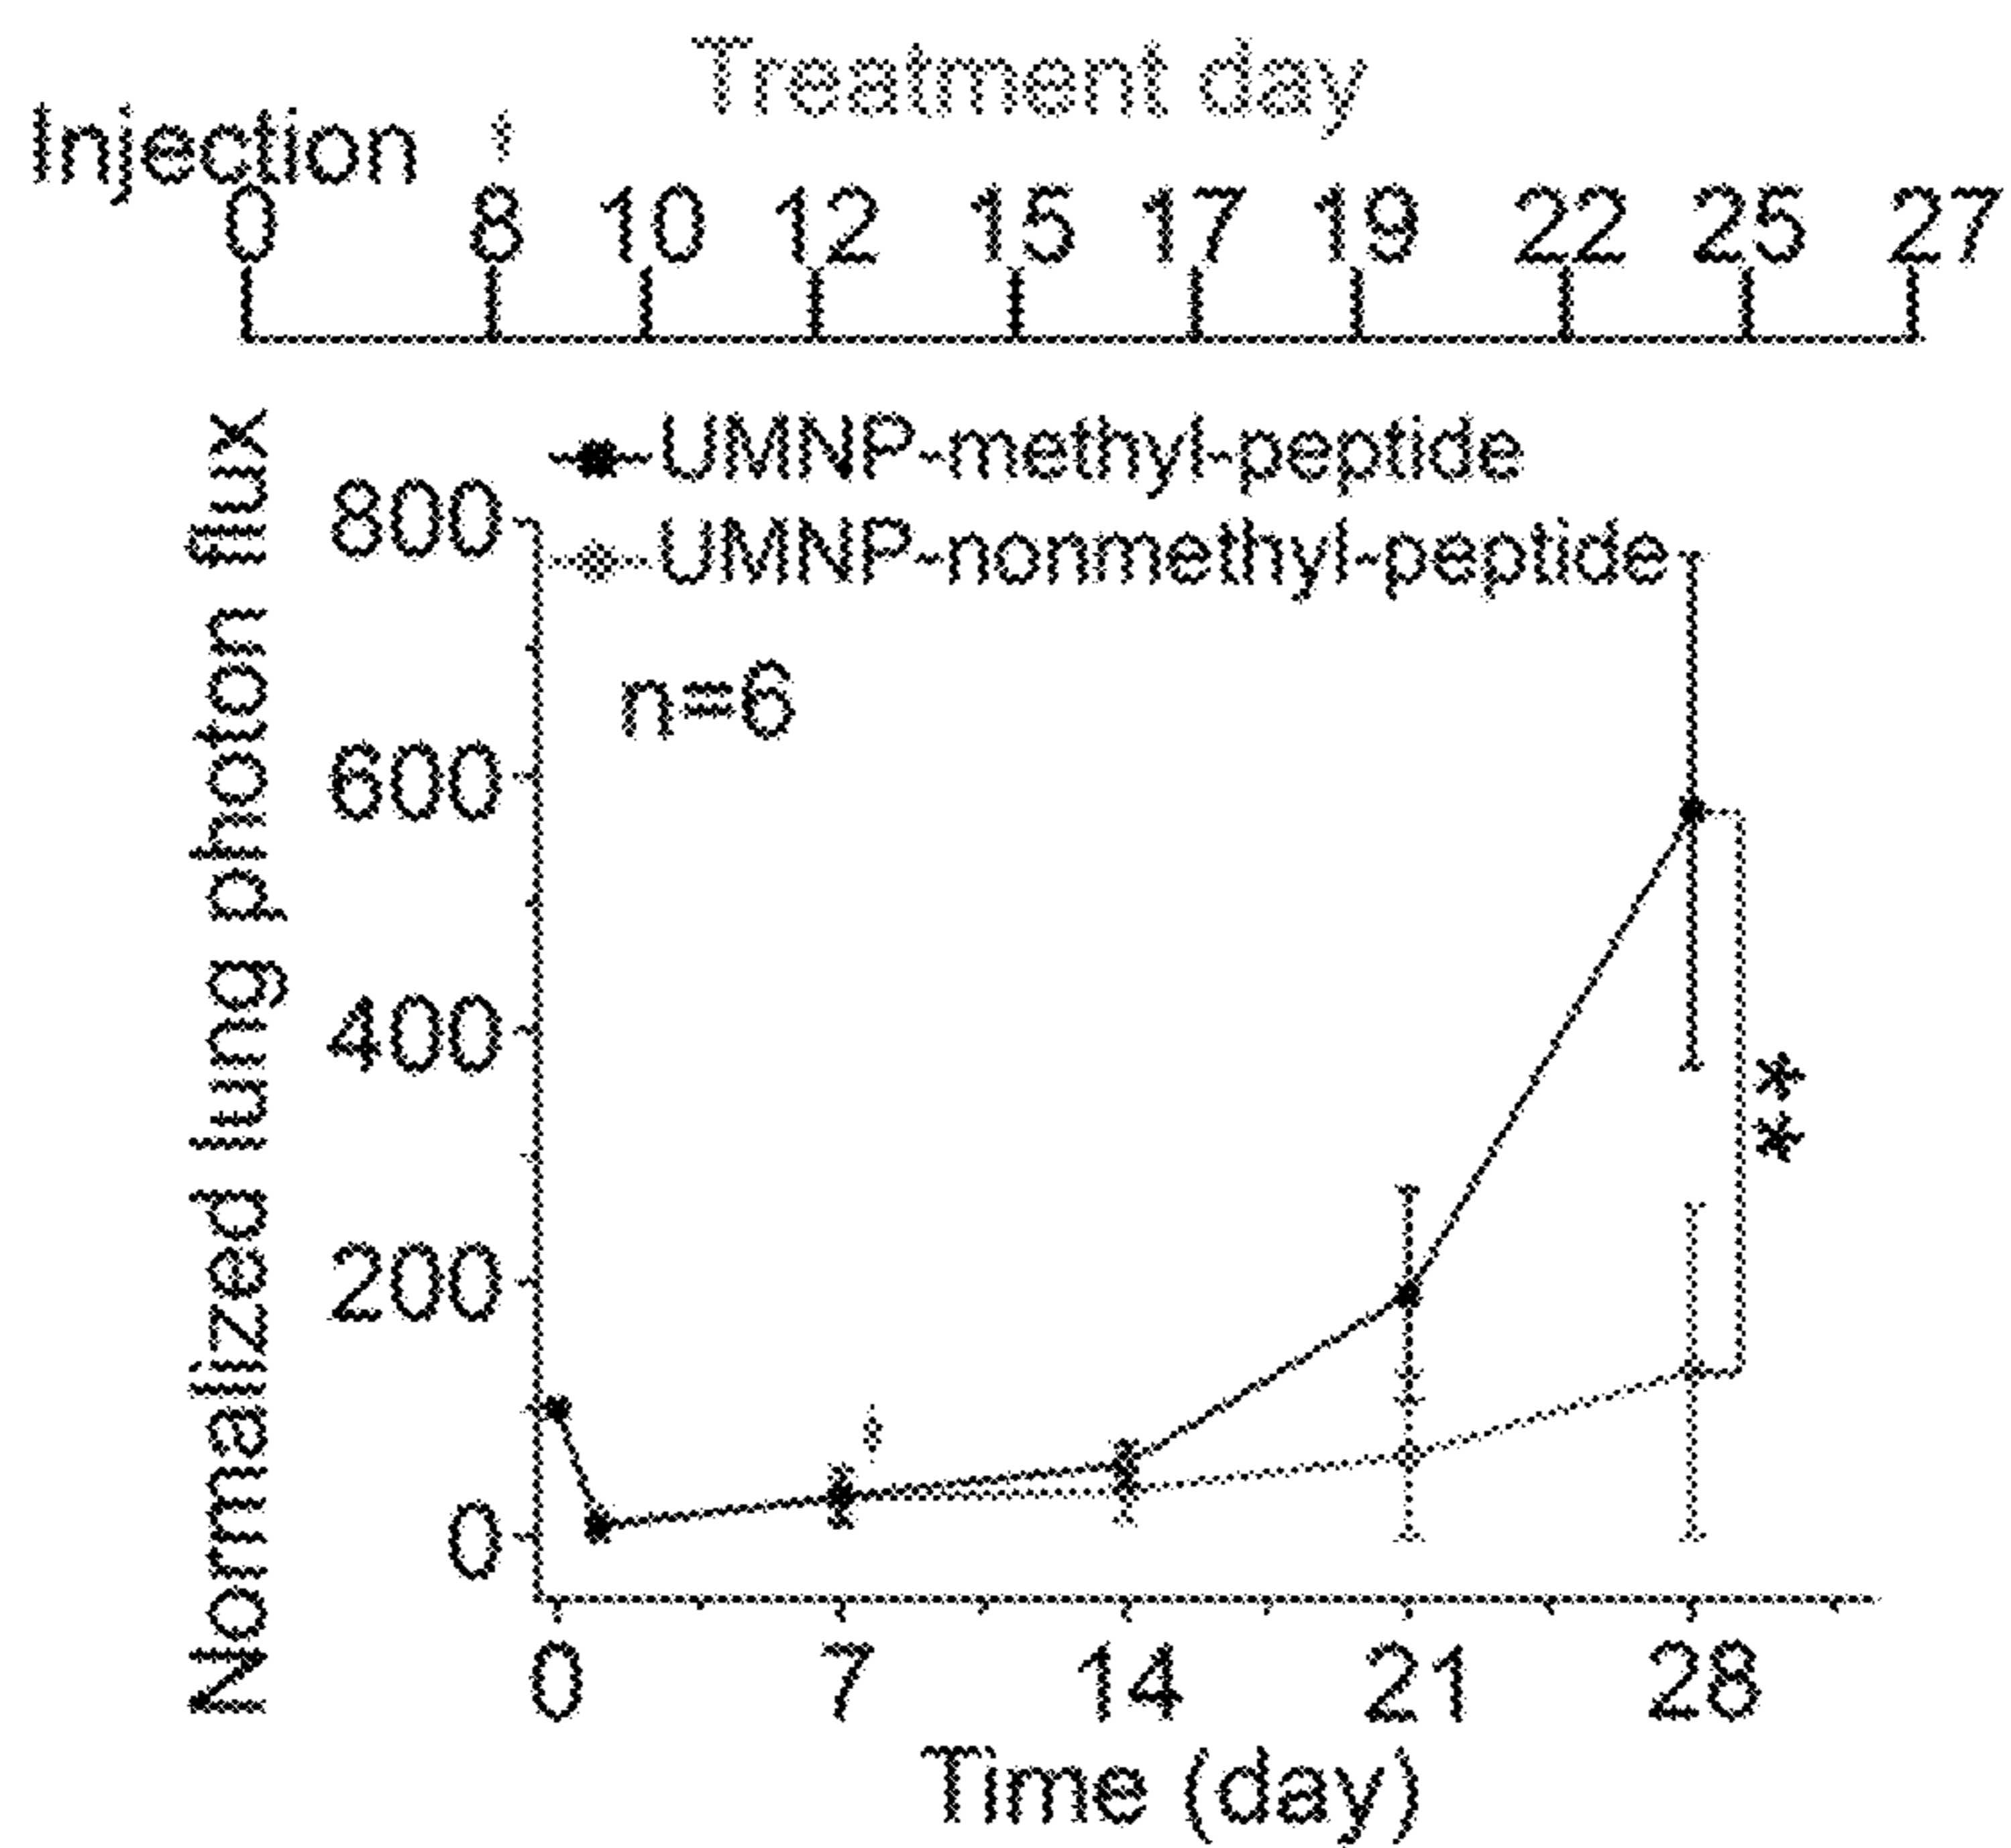 Treatment day
Injection
0 8 10 12 15 17 19 22 25 27
Normalized lung photon flux
UMNP-methyl-peptide
UMNP-nonmethyl-peptide
n=6
800
600
400
200
0
**
0 7 14 21 28
Time (day)